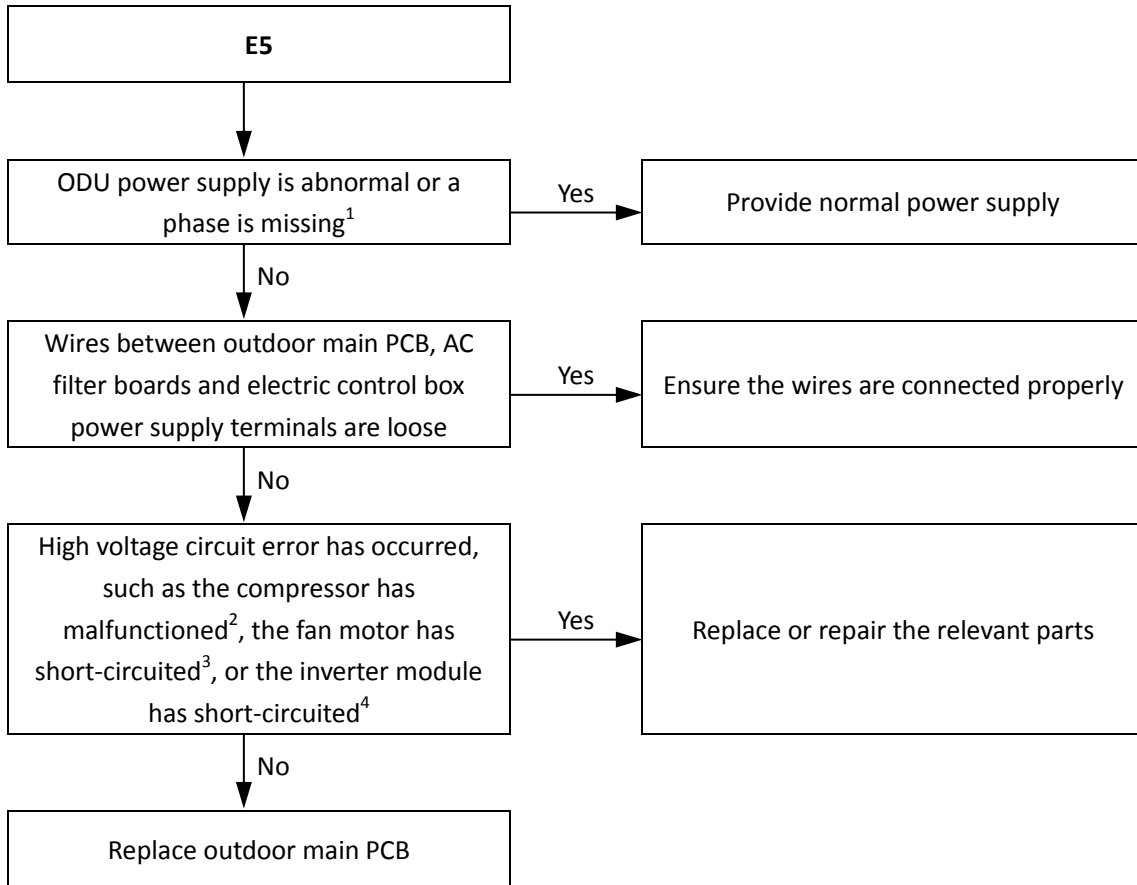 E5
ODU power supply is abnormal or a
phase is missing¹
Yes
Provide normal power supply
No
Wires between outdoor main PCB, AC
filter boards and electric control box
power supply terminals are loose
Yes
Ensure the wires are connected properly
No
High voltage circuit error has occurred,
such as the compressor has
malfunctioned², the fan motor has
short-circuited³, or the inverter module
has short-circuited⁴
Yes
Replace or repair the relevant parts
No
Replace outdoor main PCB